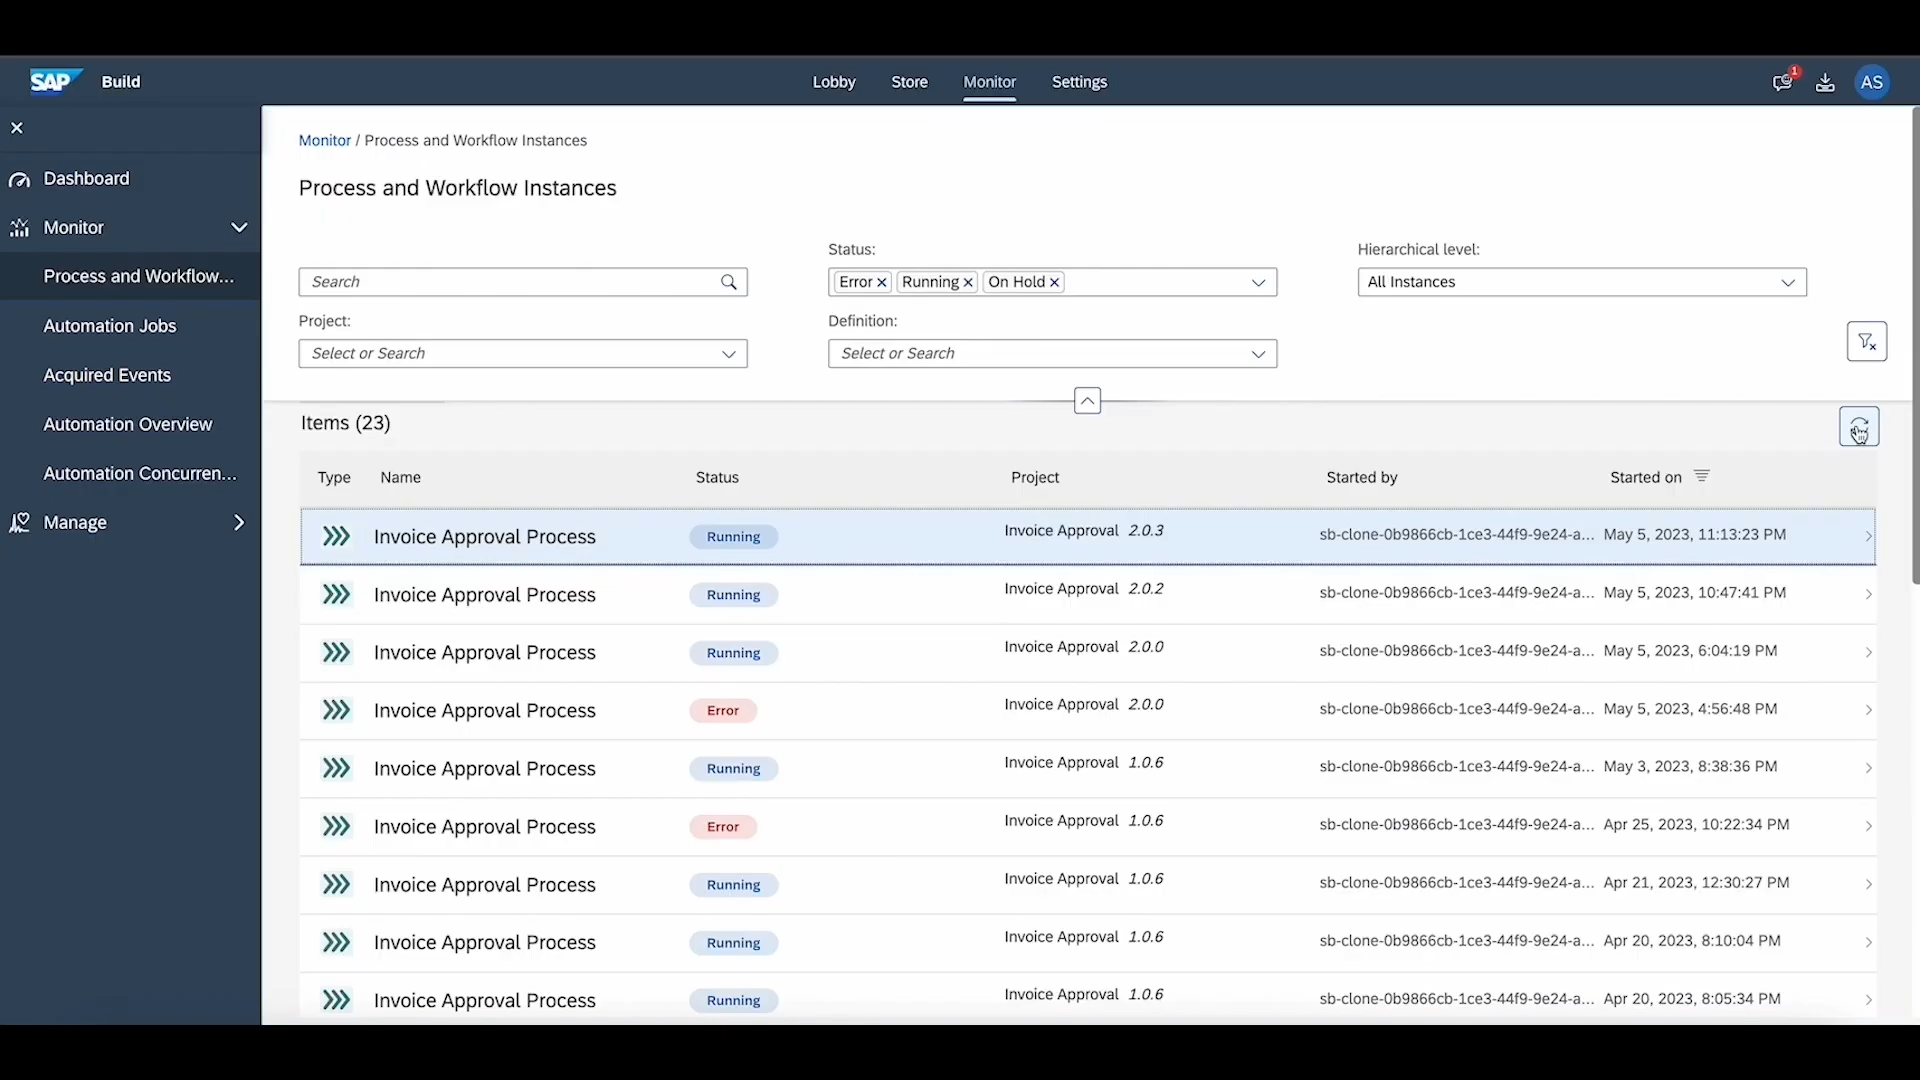 SAP Build Lobby Store Monitor Settings 1 AS
Dashboard
Monitor
Process and Workflow...
Automation Jobs
Acquired Events
Automation Overview
Automation Concurren...
Manage
Monitor / Process and Workflow Instances
Process and Workflow Instances
Status: Hierarchical level:
Search Error Running On Hold All Instances
Project: Definition:
Select or Search Select or Search
Items (23)
Type Name Status Project Started by Started on
Invoice Approval Process Running Invoice Approval 2.0.3 sb-clone-0b9866cb-1ce3-44f9-9e24-a... May 5, 2023, 11:13:23 PM
Invoice Approval Process Running Invoice Approval 2.0.2 sb-clone-0b9866cb-1ce3-44f9-9e24-a... May 5, 2023, 10:47:41 PM
Invoice Approval Process Running Invoice Approval 2.0.0 sb-clone-0b9866cb-1ce3-44f9-9e24-a... May 5, 2023, 6:04:19 PM
Invoice Approval Process Error Invoice Approval 2.0.0 sb-clone-0b9866cb-1ce3-44f9-9e24-a... May 5, 2023, 4:56:48 PM
Invoice Approval Process Running Invoice Approval 1.0.6 sb-clone-0b9866cb-1ce3-44f9-9e24-a... May 3, 2023, 8:38:36 PM
Invoice Approval Process Error Invoice Approval 1.0.6 sb-clone-0b9866cb-1ce3-44f9-9e24-a... Apr 25, 2023, 10:22:34 PM
Invoice Approval Process Running Invoice Approval 1.0.6 sb-clone-0b9866cb-1ce3-44f9-9e24-a... Apr 21, 2023, 12:30:27 PM
Invoice Approval Process Running Invoice Approval 1.0.6 sb-clone-0b9866cb-1ce3-44f9-9e24-a... Apr 20, 2023, 8:10:04 PM
Invoice Approval Process Running Invoice Approval 1.0.6 sb-clone-0b9866cb-1ce3-44f9-9e24-a... Apr 20, 2023, 8:05:34 PM